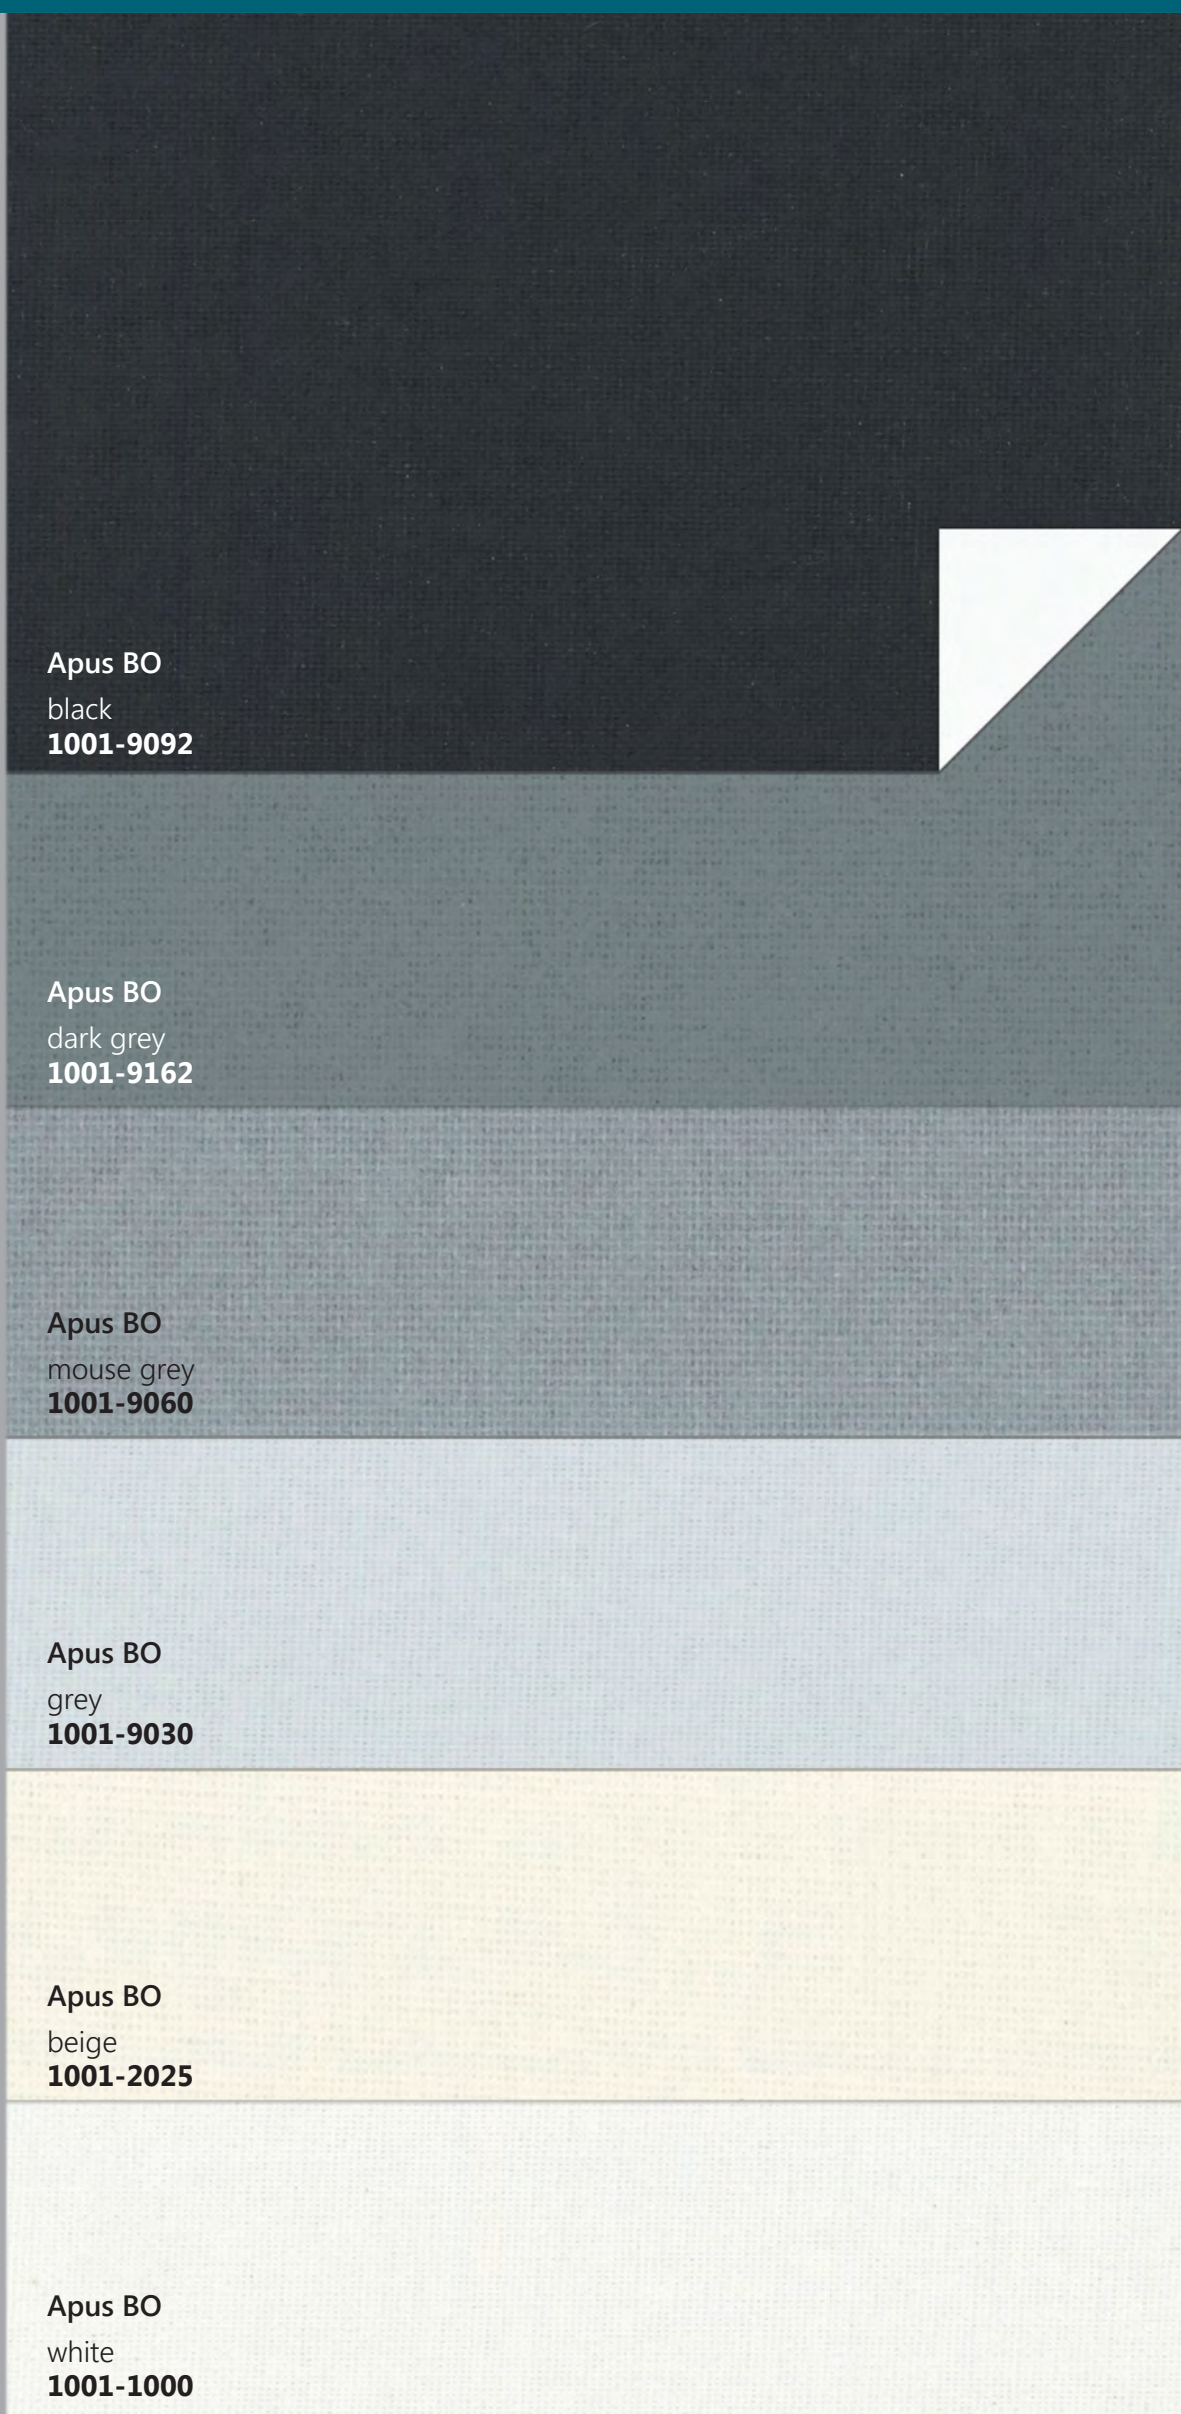 Apus BO
black
1001-9092
Apus BO
dark grey
1001-9162
Apus BO
mouse grey
1001-9060
Apus BO
grey
1001-9030
Apus BO
beige
1001-2025
Apus BO
white
1001-1000